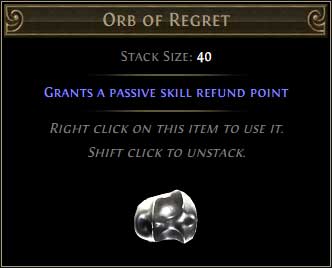 Orb of Regret
Stack Size: 40
Grants a passive skill refund point
Right click on this item to use it.
Shift click to unstack.